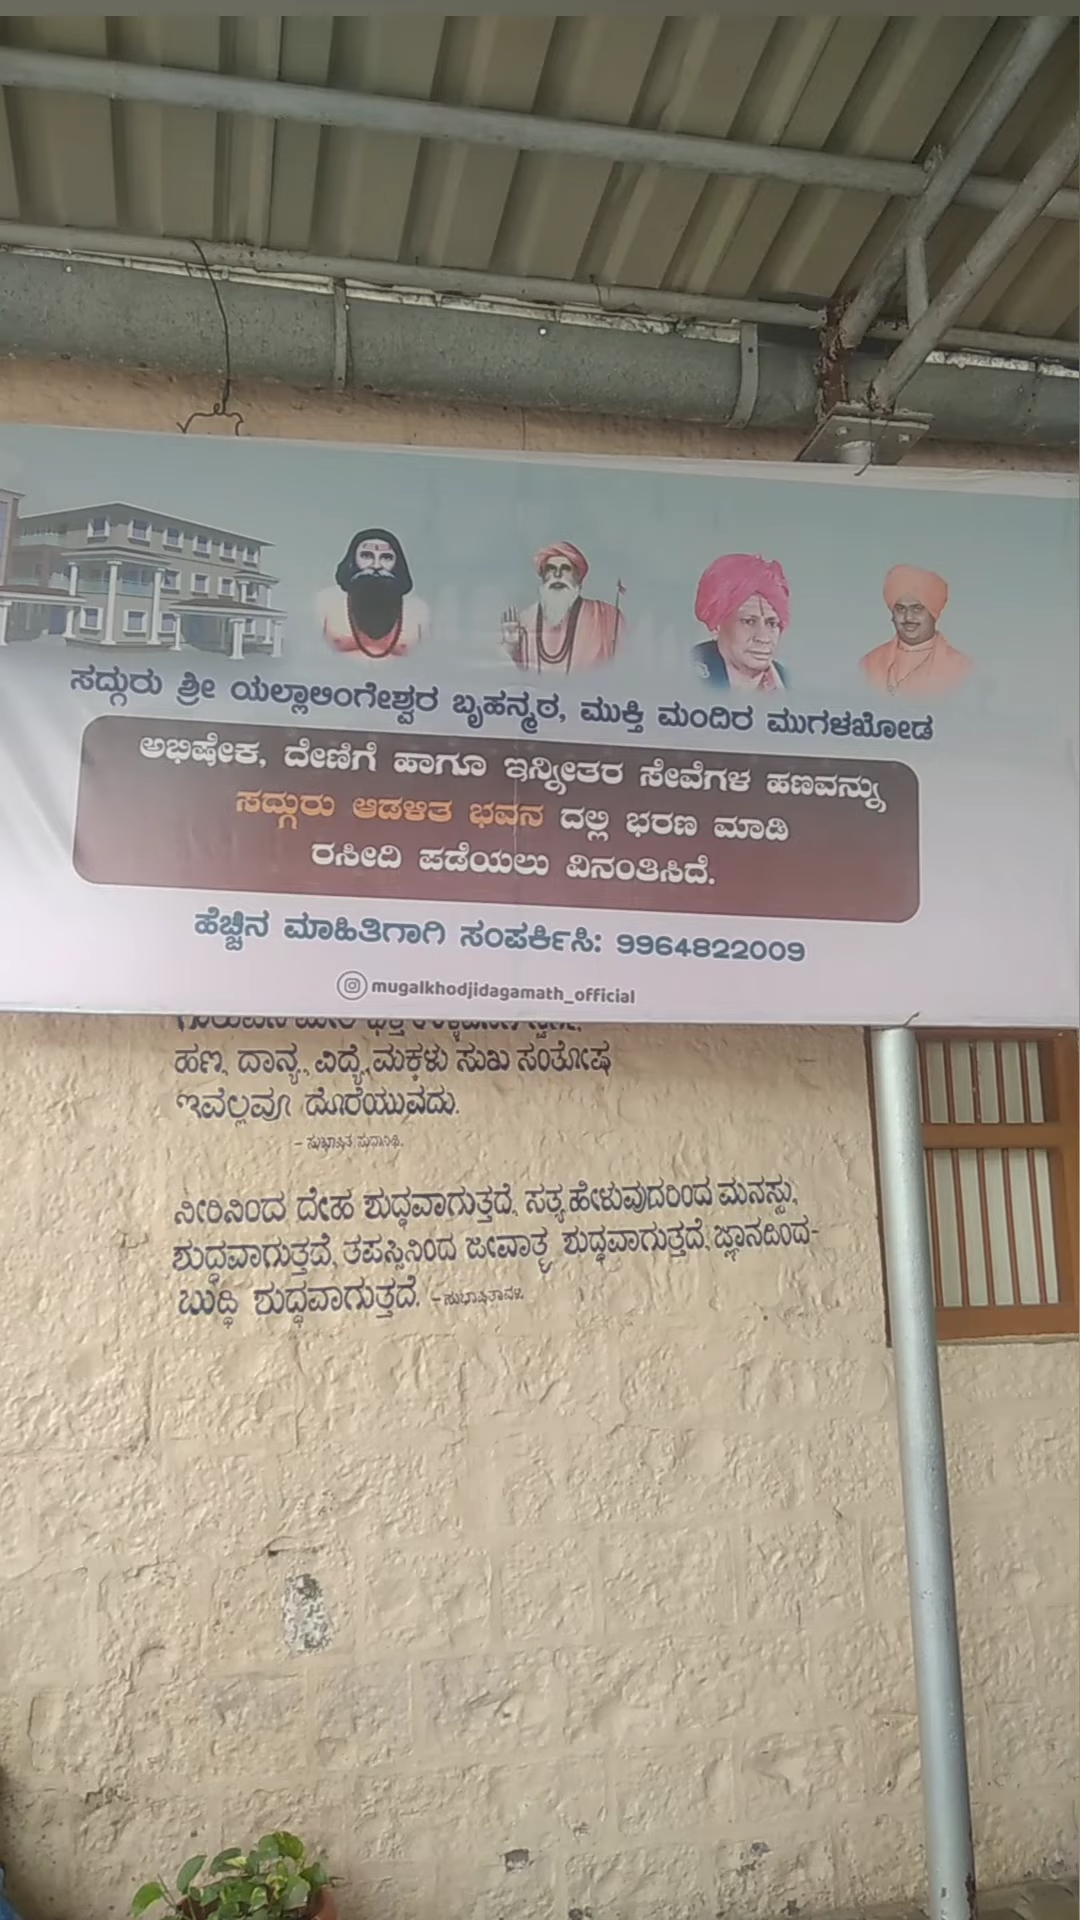 ಸದ್ಗುರು ಶ್ರೀ ಯಲ್ಲಾಲಿಂಗೇಶ್ವರ ಬೃಹನ್ಮಠ, ಮುಕ್ತಿ ಮಂದಿರ ಮುಗಳಖೋಡ
ಅಭಿಷೇಕ, ದೇಣಿಗೆ ಹಾಗೂ ಇನ್ನೀತರ ಸೇವೆಗಳ ಹಣವನ್ನು
ಸದ್ಗುರು ಆಡಳಿತ ಭವನ ದಲ್ಲಿ ಭರಣ ಮಾಡಿ
ರಸೀದಿ ಪಡೆಯಲು ವಿನಂತಿಸಿದೆ.
ಹೆಚ್ಚಿನ ಮಾಹಿತಿಗಾಗಿ ಸಂಪರ್ಕಿಸಿ: 9964822009
mugalkhodjidagamath_official
ಹಣ, ದಾನ್ಯ, ವಿದ್ಯೆ, ಮಕ್ಕಳು ಸುಖ ಸಂತೋಷ
ಇವೆಲ್ಲವೂ ದೊರೆಯುವದು.
ನೀರಿನಿಂದ ದೇಹ ಶುದ್ಧವಾಗುತ್ತದೆ, ಸತ್ಯ ಹೇಳುವುದರಿಂದ ಮನಸ್ಸು,
ಶುದ್ಧವಾಗುತ್ತದೆ, ತಪಸ್ಸಿನಿಂದ ಜೀವಾತ್ಮ ಶುದ್ಧವಾಗುತ್ತದೆ, ಜ್ಞಾನದಿಂದ-
ಬುದ್ಧಿ ಶುದ್ಧವಾಗುತ್ತದೆ. - ಸುಭಾಷಿತಾವಳಿ